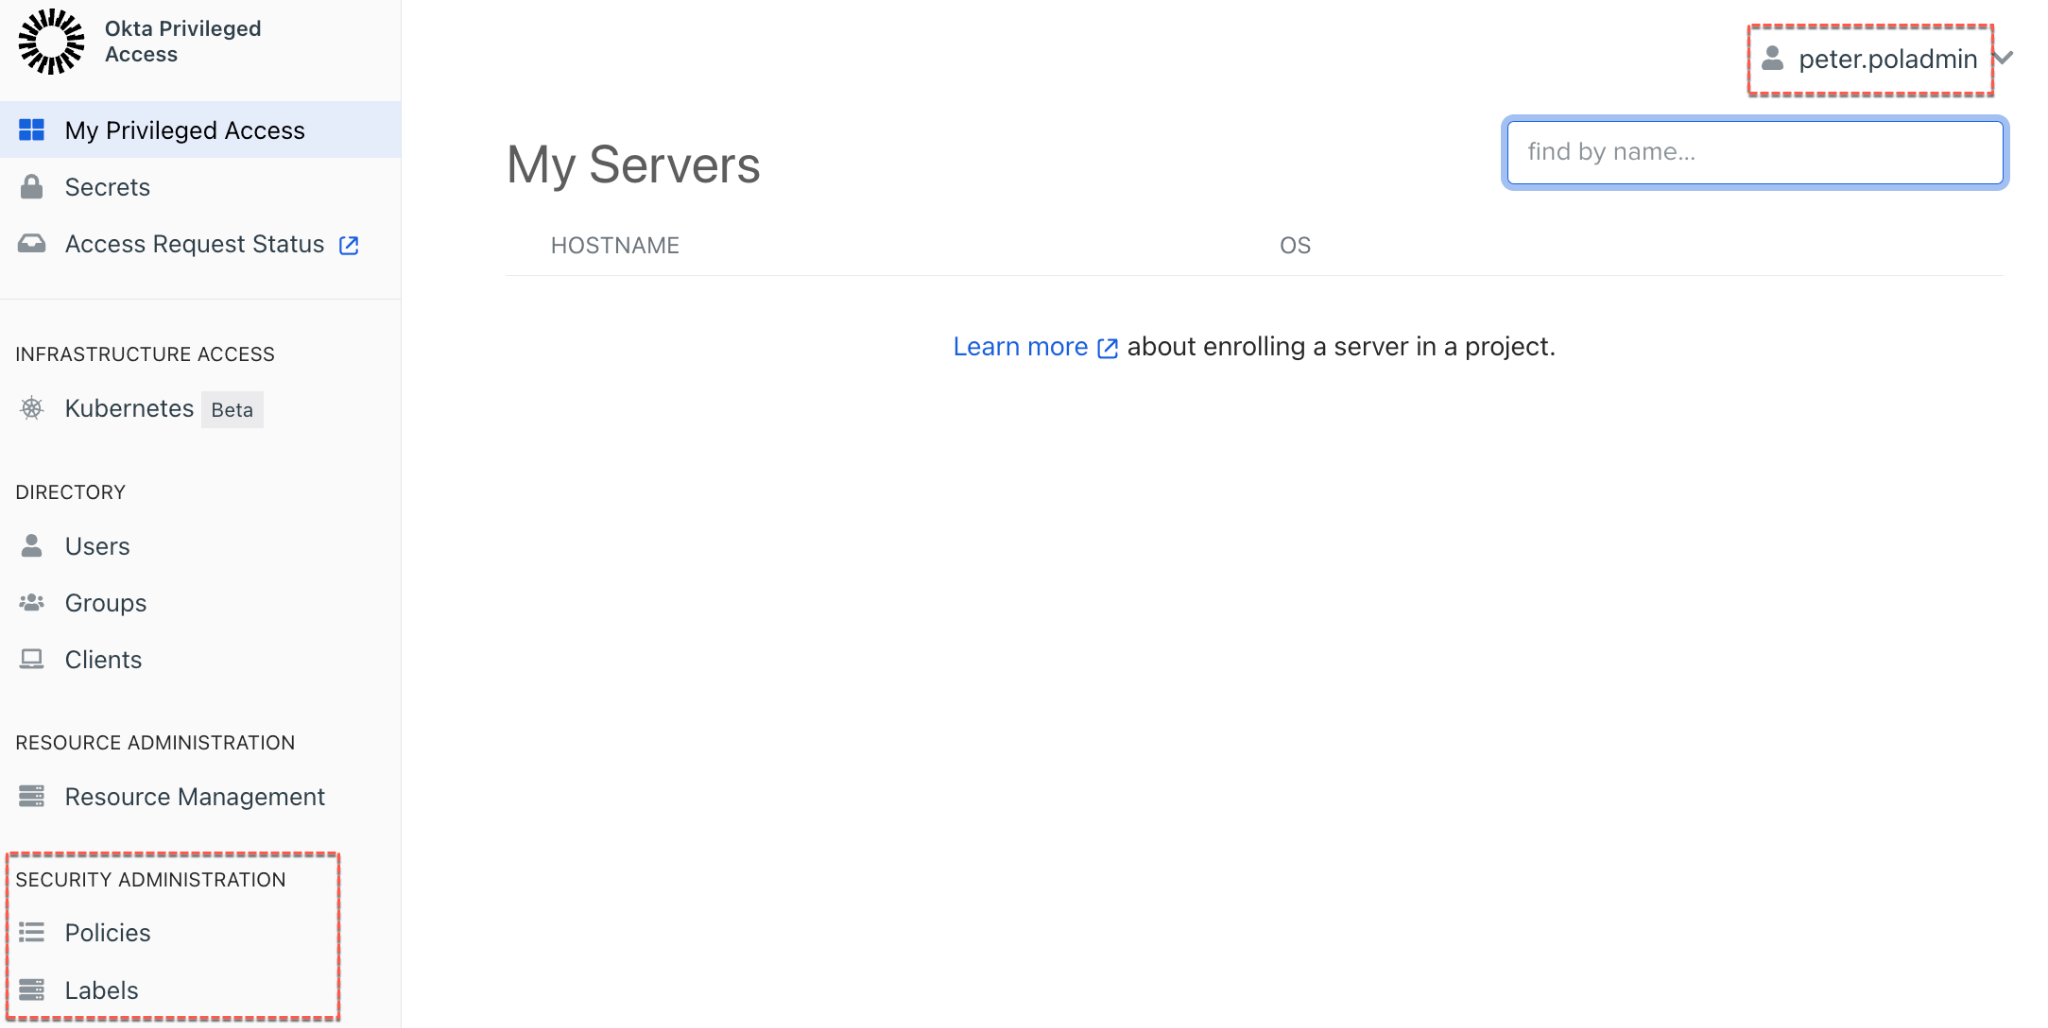 Okta Privileged
Access
My Privileged Access
Secrets
Access Request Status
INFRASTRUCTURE ACCESS
Kubernetes Beta
DIRECTORY
Users
Groups
Clients
RESOURCE ADMINISTRATION
Resource Management
SECURITY ADMINISTRATION
Policies
Labels
peter.poladmin
My Servers
find by name...
HOSTNAME OS
Learn more about enrolling a server in a project.